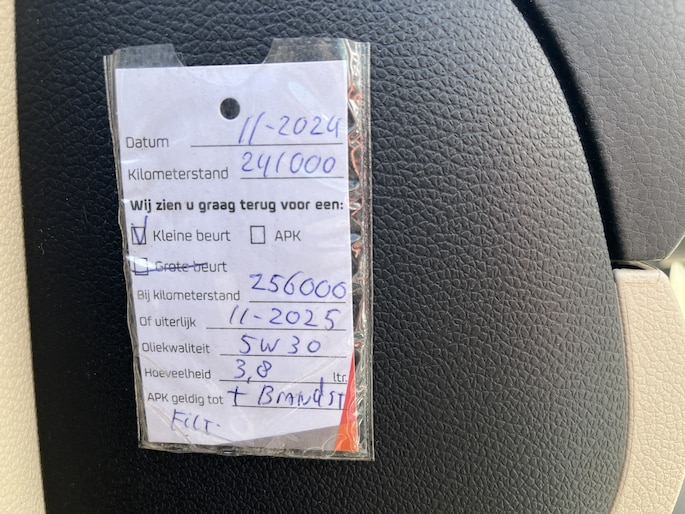 Datum 11-2024
Kilometerstand 241000
Wij zien u graag terug voor een:
Kleine beurt APK
Grote beurt
Bij kilometerstand 256000
Of uiterlijk 11-2025
Oliekwaliteit 5W30
Hoeveelheid 3,8 ltr.
APK geldig tot + BRANDST
FILT.